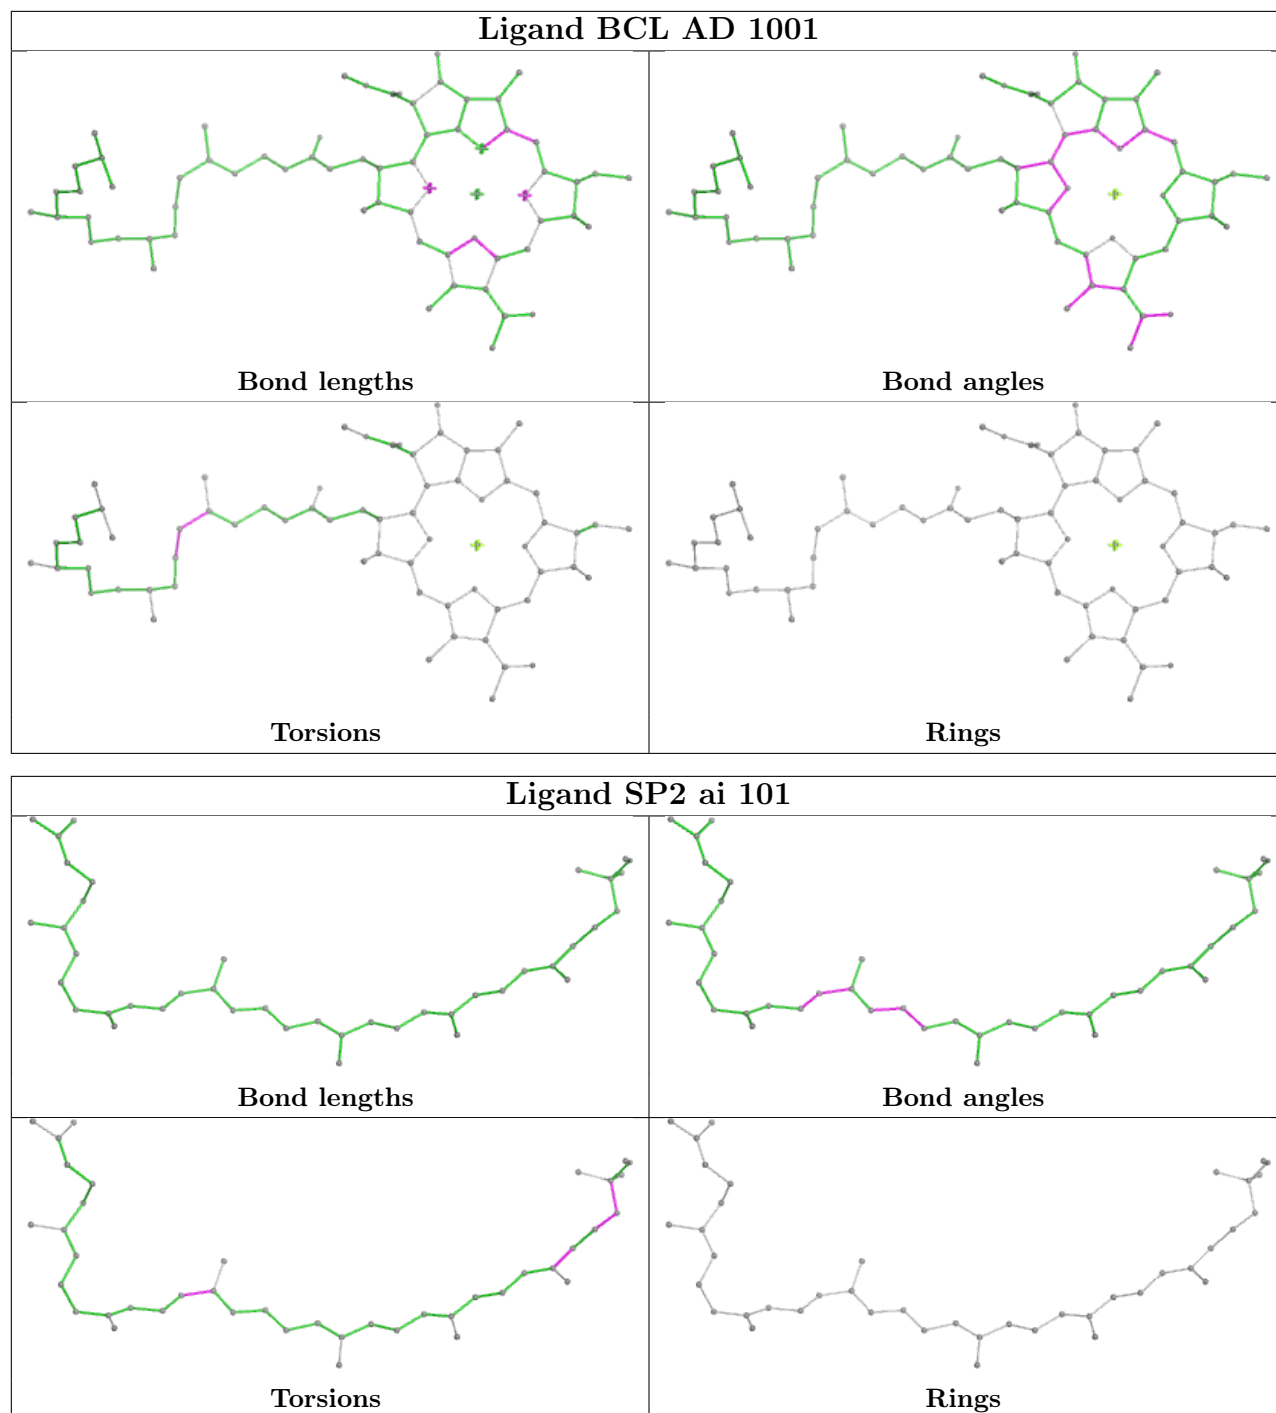 Ligand BCL AD 1001
Bond lengths
Bond angles
Torsions
Rings
Ligand SP2 ai 101
Bond lengths
Bond angles
Torsions
Rings